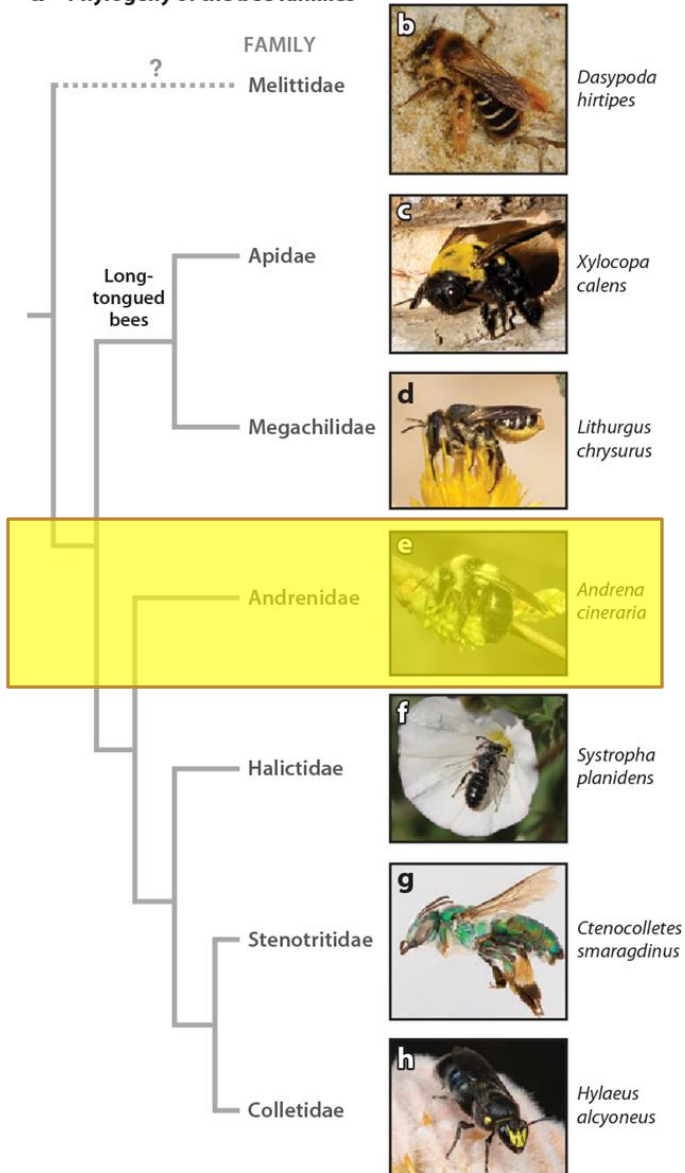 FAMILY
?
Melittidae
b
Dasypoda
hirtipes
Apidae
c
Xylocopa
calens
Long-
tongued
bees
Megachilidae
d
Lithurgus
chrysurus
Andrenidae
e
Andrena
cineraria
Halictidae
f
Systropha
planidens
Stenotritidae
g
Ctenocolletes
smaragdinus
Colletidae
h
Hylaeus
alcyoneus